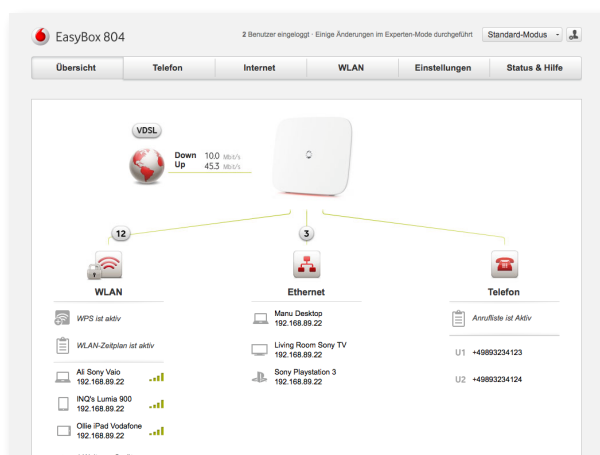 EasyBox 804
2 Benutzer eingeloggt · Einige Änderungen im Experten-Mode durchgeführt
Standard-Modus
Übersicht Telefon Internet WLAN Einstellungen Status & Hilfe
VDSL
Down 10.0 Mbit/s
Up 45.3 Mbit/s
12
3
WLAN
WPS ist aktiv
WLAN-Zeitplan ist aktiv
Ali Sony Vaio
192.168.89.22
INQ's Lumia 900
192.168.89.22
Ollie iPad Vodafone
192.168.89.22
Ethernet
Manu Desktop
192.168.89.22
Living Room Sony TV
192.168.89.22
Sony Playstation 3
192.168.89.22
Telefon
Anrufliste ist Aktiv
U1 +49893234123
U2 +49893234124